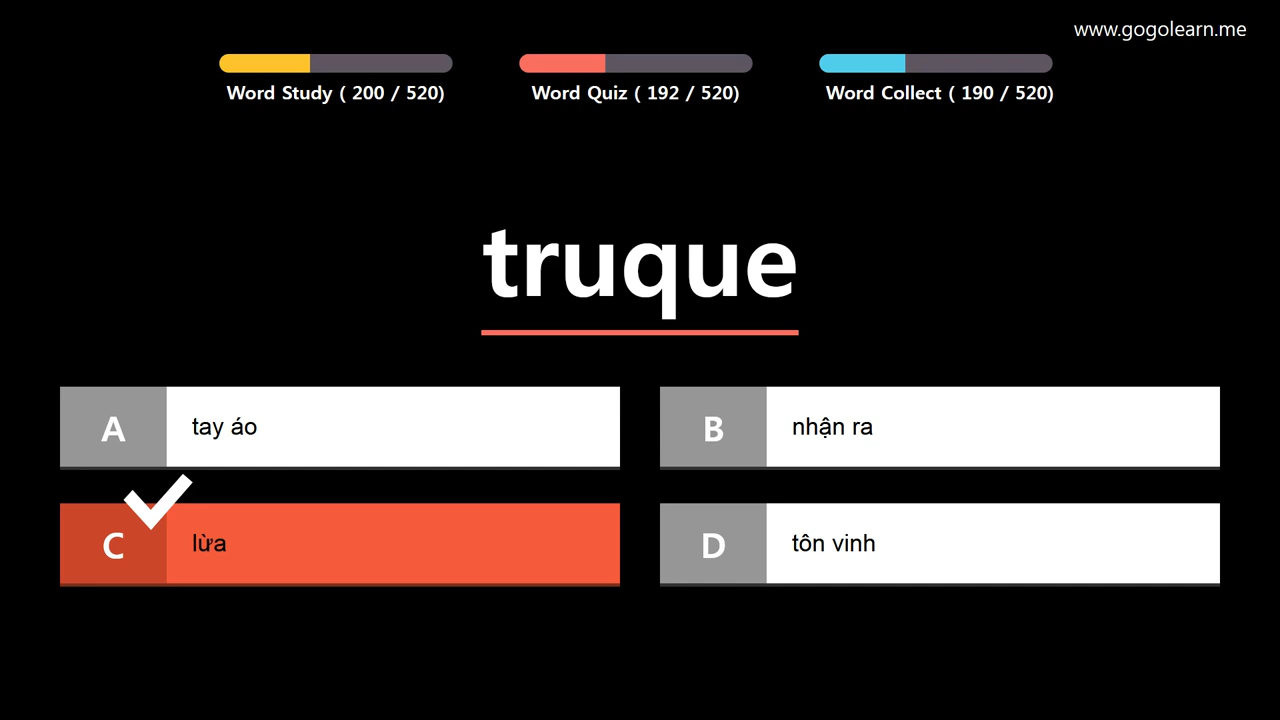 www.gogolearn.me
Word Study ( 200 / 520)
Word Quiz ( 192 / 520)
Word Collect ( 190 / 520)
truque
A
tay áo
B
nhận ra
C
lừa
D
tôn vinh